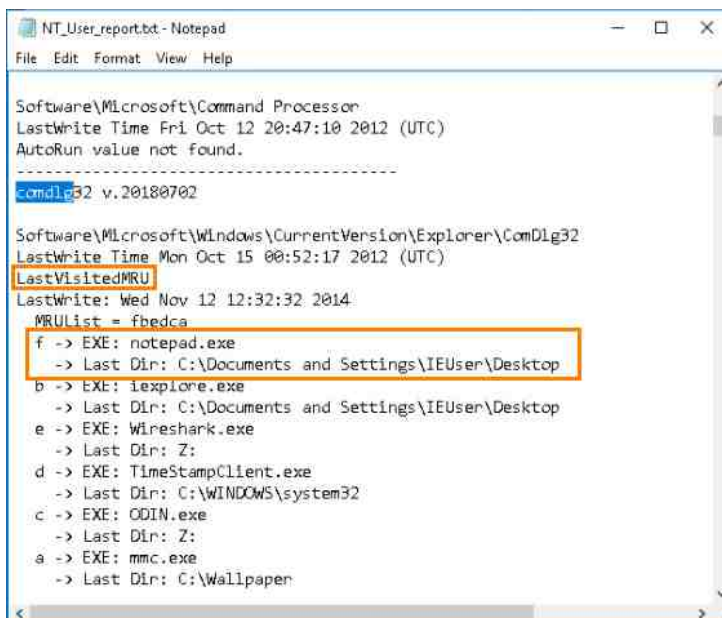 NT_User_report.txt - Notepad
File Edit Format View Help
Software\Microsoft\Command Processor
LastWrite Time Fri Oct 12 20:47:10 2012 (UTC)
AutoRun value not found.
----------------------------------------
comdlg32 v.20180702
Software\Microsoft\Windows\CurrentVersion\Explorer\ComDlg32
LastWrite Time Mon Oct 15 00:52:17 2012 (UTC)
LastVisitedMRU
LastWrite: Wed Nov 12 12:32:32 2014
MRUList = fbedca
f -> EXE: notepad.exe
-> Last Dir: C:\Documents and Settings\IEUser\Desktop
b -> EXE: iexplore.exe
-> Last Dir: C:\Documents and Settings\IEUser\Desktop
e -> EXE: Wireshark.exe
-> Last Dir: Z:
d -> EXE: TimeStampClient.exe
-> Last Dir: C:\WINDOWS\system32
c -> EXE: ODIN.exe
-> Last Dir: Z:
a -> EXE: mmc.exe
-> Last Dir: C:\Wallpaper